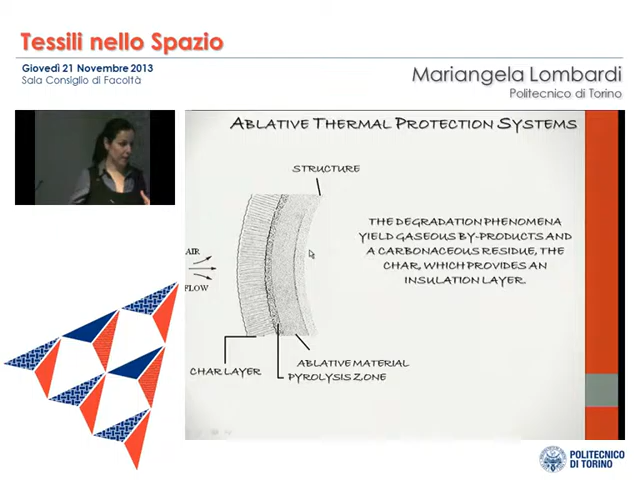 Tessili nello Spazio
Giovedì 21 Novembre 2013
Sala Consiglio di Facoltà
Mariangela Lombardi
Politecnico di Torino
ABLATIVE THERMAL PROTECTION SYSTEMS
STRUCTURE
THE DEGRADATION PHENOMENA
YIELD GASEOUS BY-PRODUCTS AND
A CARBONACEOUS RESIDUE, THE
CHAR, WHICH PROVIDES AN
INSULATION LAYER.
AIR
FLOW
CHAR LAYER
ABLATIVE MATERIAL
PYROLYSIS ZONE
POLITECNICO
DI TORINO